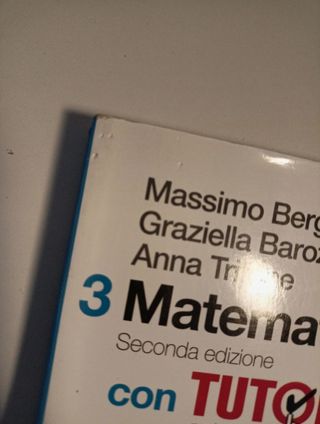 Massimo Berg
Graziella Baroz
Anna
3 Matema
Seconda edizione
con TUTO